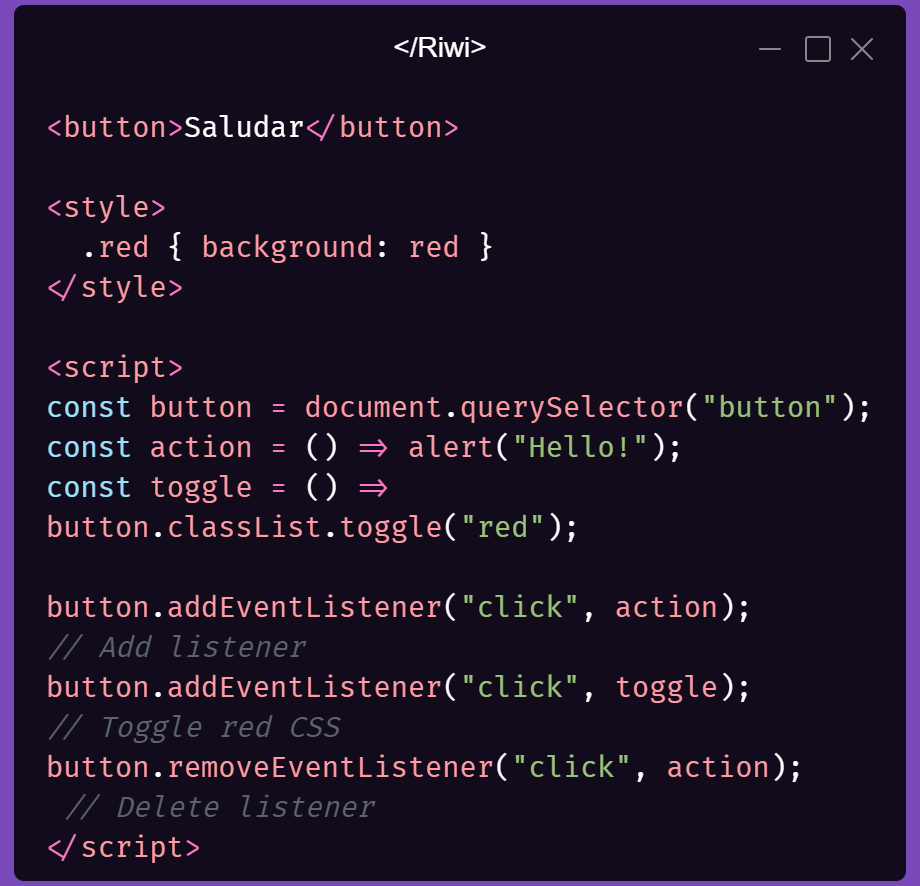 </Riwi>
<button>Saludar</button>
<style>
.red { background: red }
</style>
<script>
const button = document.querySelector("button");
const action = () => alert("Hello!");
const toggle = () =>
button.classList.toggle("red");
button.addEventListener("click", action);
// Add listener
button.addEventListener("click", toggle);
// Toggle red CSS
button.removeEventListener("click", action);
// Delete listener
</script>